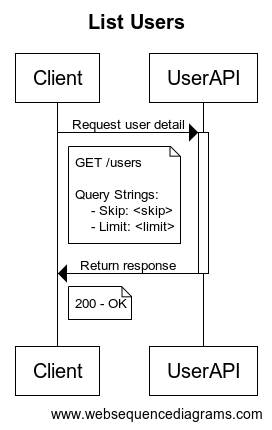 List Users
Client
UserAPI
Request user detail
GET /users
Query Strings:
- Skip: <skip>
- Limit: <limit>
Return response
200 - OK
Client
UserAPI
www.websequencediagrams.com